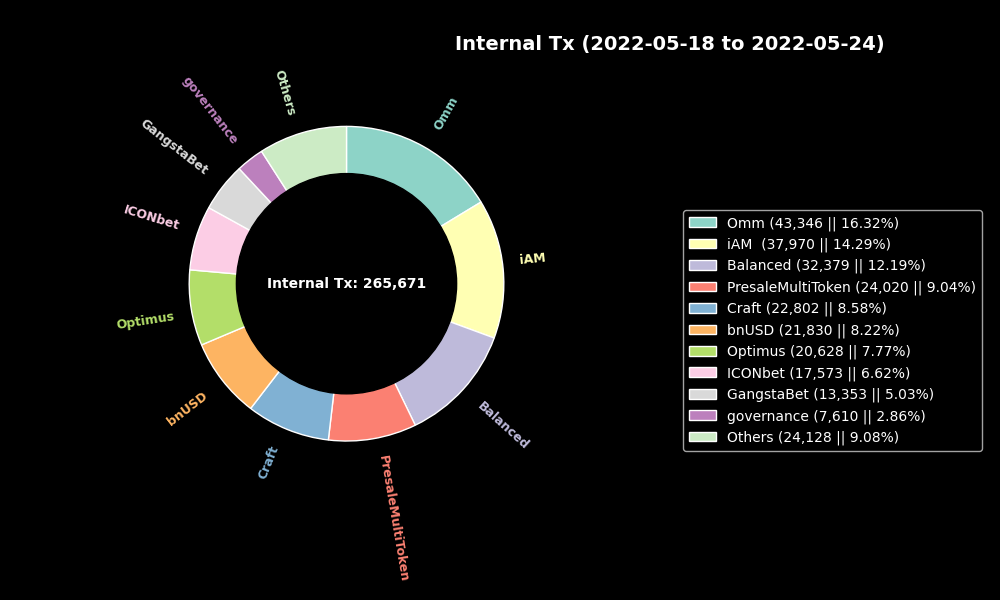 Internal Tx (2022-05-18 to 2022-05-24)
Omm
iAM
Balanced
PresaleMultiToken
Craft
bnUSD
Optimus
ICONbet
GangstaBet
governance
Others
Internal Tx: 265,671
Omm (43,346 || 16.32%)
iAM  (37,970 || 14.29%)
Balanced (32,379 || 12.19%)
PresaleMultiToken (24,020 || 9.04%)
Craft (22,802 || 8.58%)
bnUSD (21,830 || 8.22%)
Optimus (20,628 || 7.77%)
ICONbet (17,573 || 6.62%)
GangstaBet (13,353 || 5.03%)
governance (7,610 || 2.86%)
Others (24,128 || 9.08%)